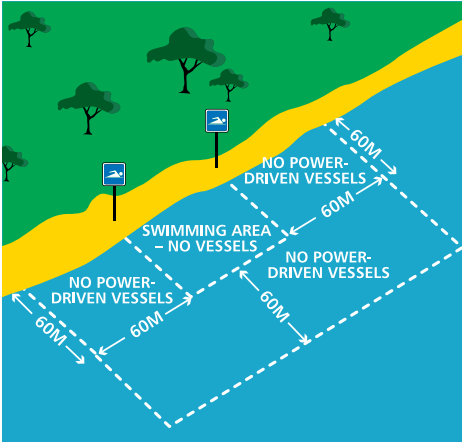 60M
NO POWER-
DRIVEN VESSELS
60M
SWIMMING AREA
– NO VESSELS
NO POWER-
DRIVEN VESSELS
NO POWER-
DRIVEN VESSELS
60M
60M
60M